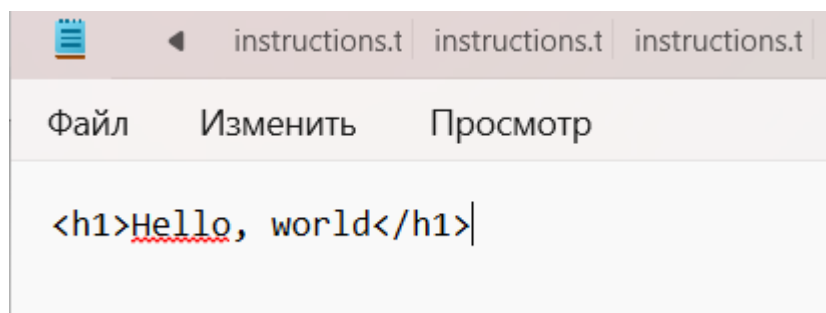 instructions.t instructions.t instructions.t
Файл Изменить Просмотр
<h1>Hello, world</h1>